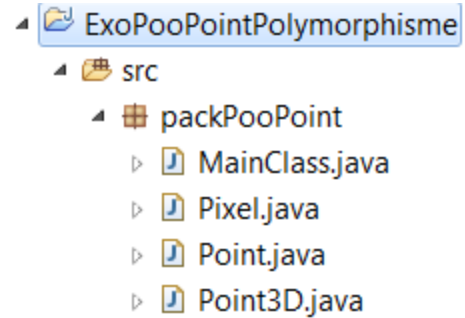 ExoPooPointPolymorphisme
src
packPooPoint
MainClass.java
Pixel.java
Point.java
Point3D.java